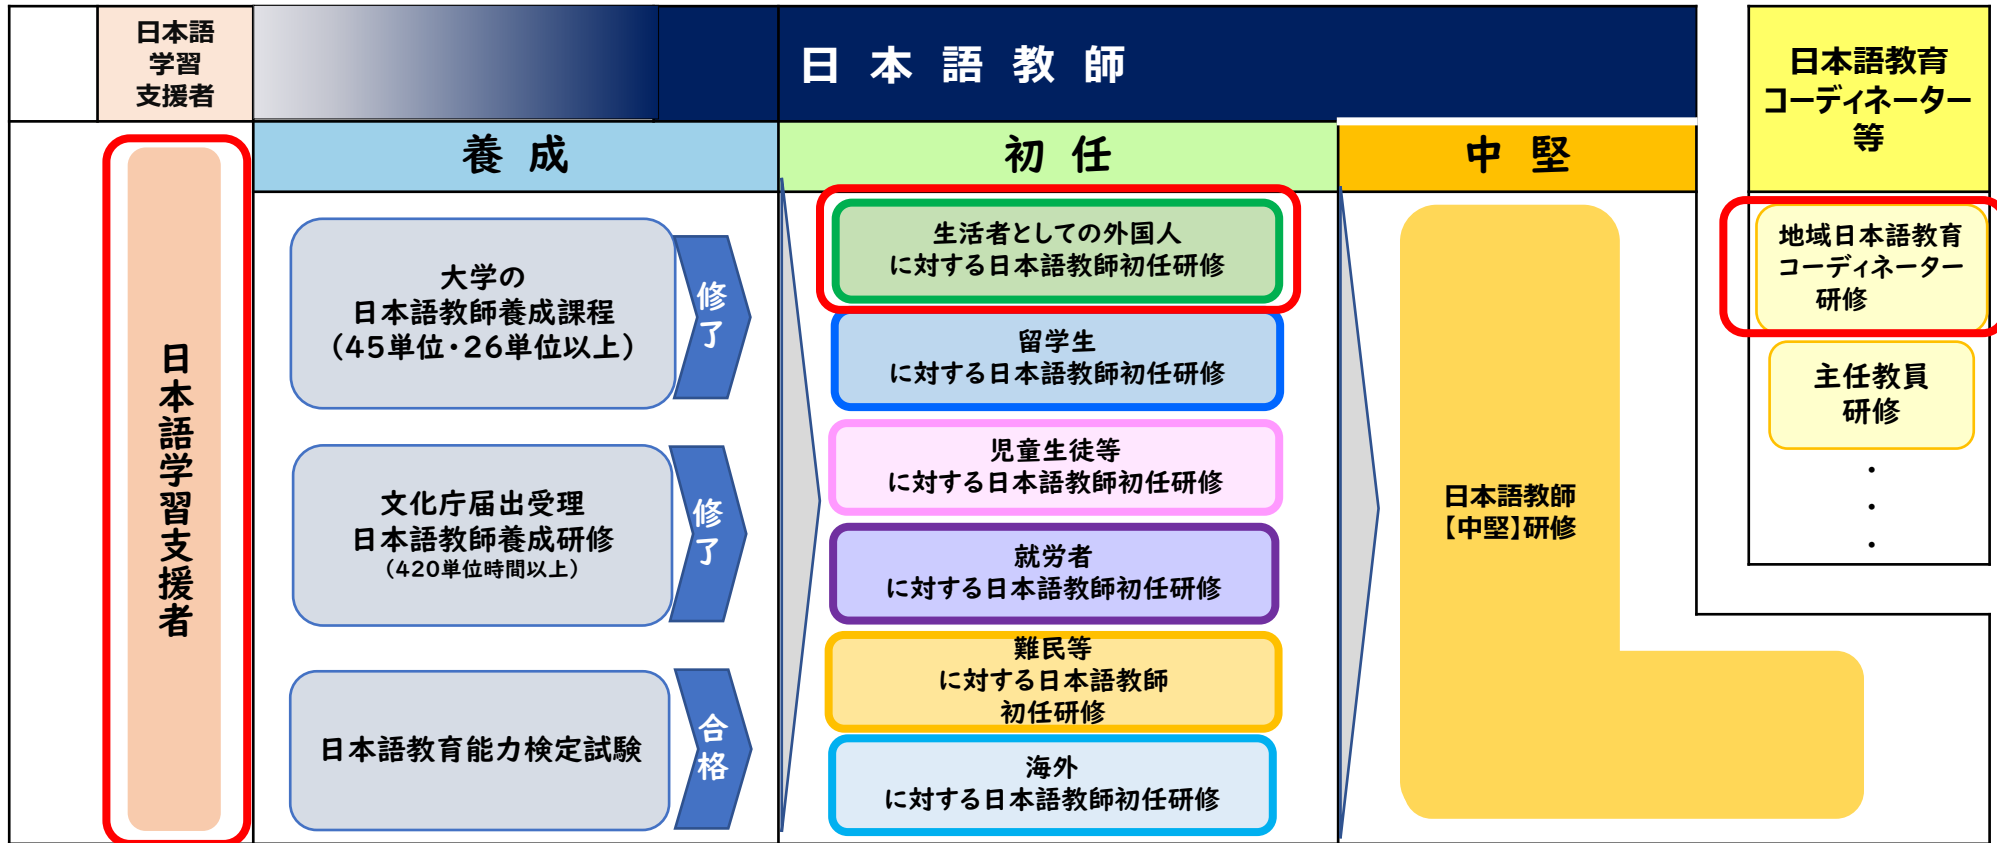 日本語
学習
支援者
日本語教師
日本語教育
コーディネーター
等
養成
初任
中堅
日本語学習支援者
大学の
日本語教師養成課程
（45単位・26単位以上）
修了
文化庁届出受理
日本語教師養成研修
（420単位時間以上）
修了
日本語教育能力検定試験
合格
生活者としての外国人
に対する日本語教師初任研修
留学生
に対する日本語教師初任研修
児童生徒等
に対する日本語教師初任研修
就労者
に対する日本語教師初任研修
難民等
に対する日本語教師
初任研修
海外
に対する日本語教師初任研修
日本語教師
【中堅】研修
地域日本語教育
コーディネーター
研修
主任教員
研修
・
・
・